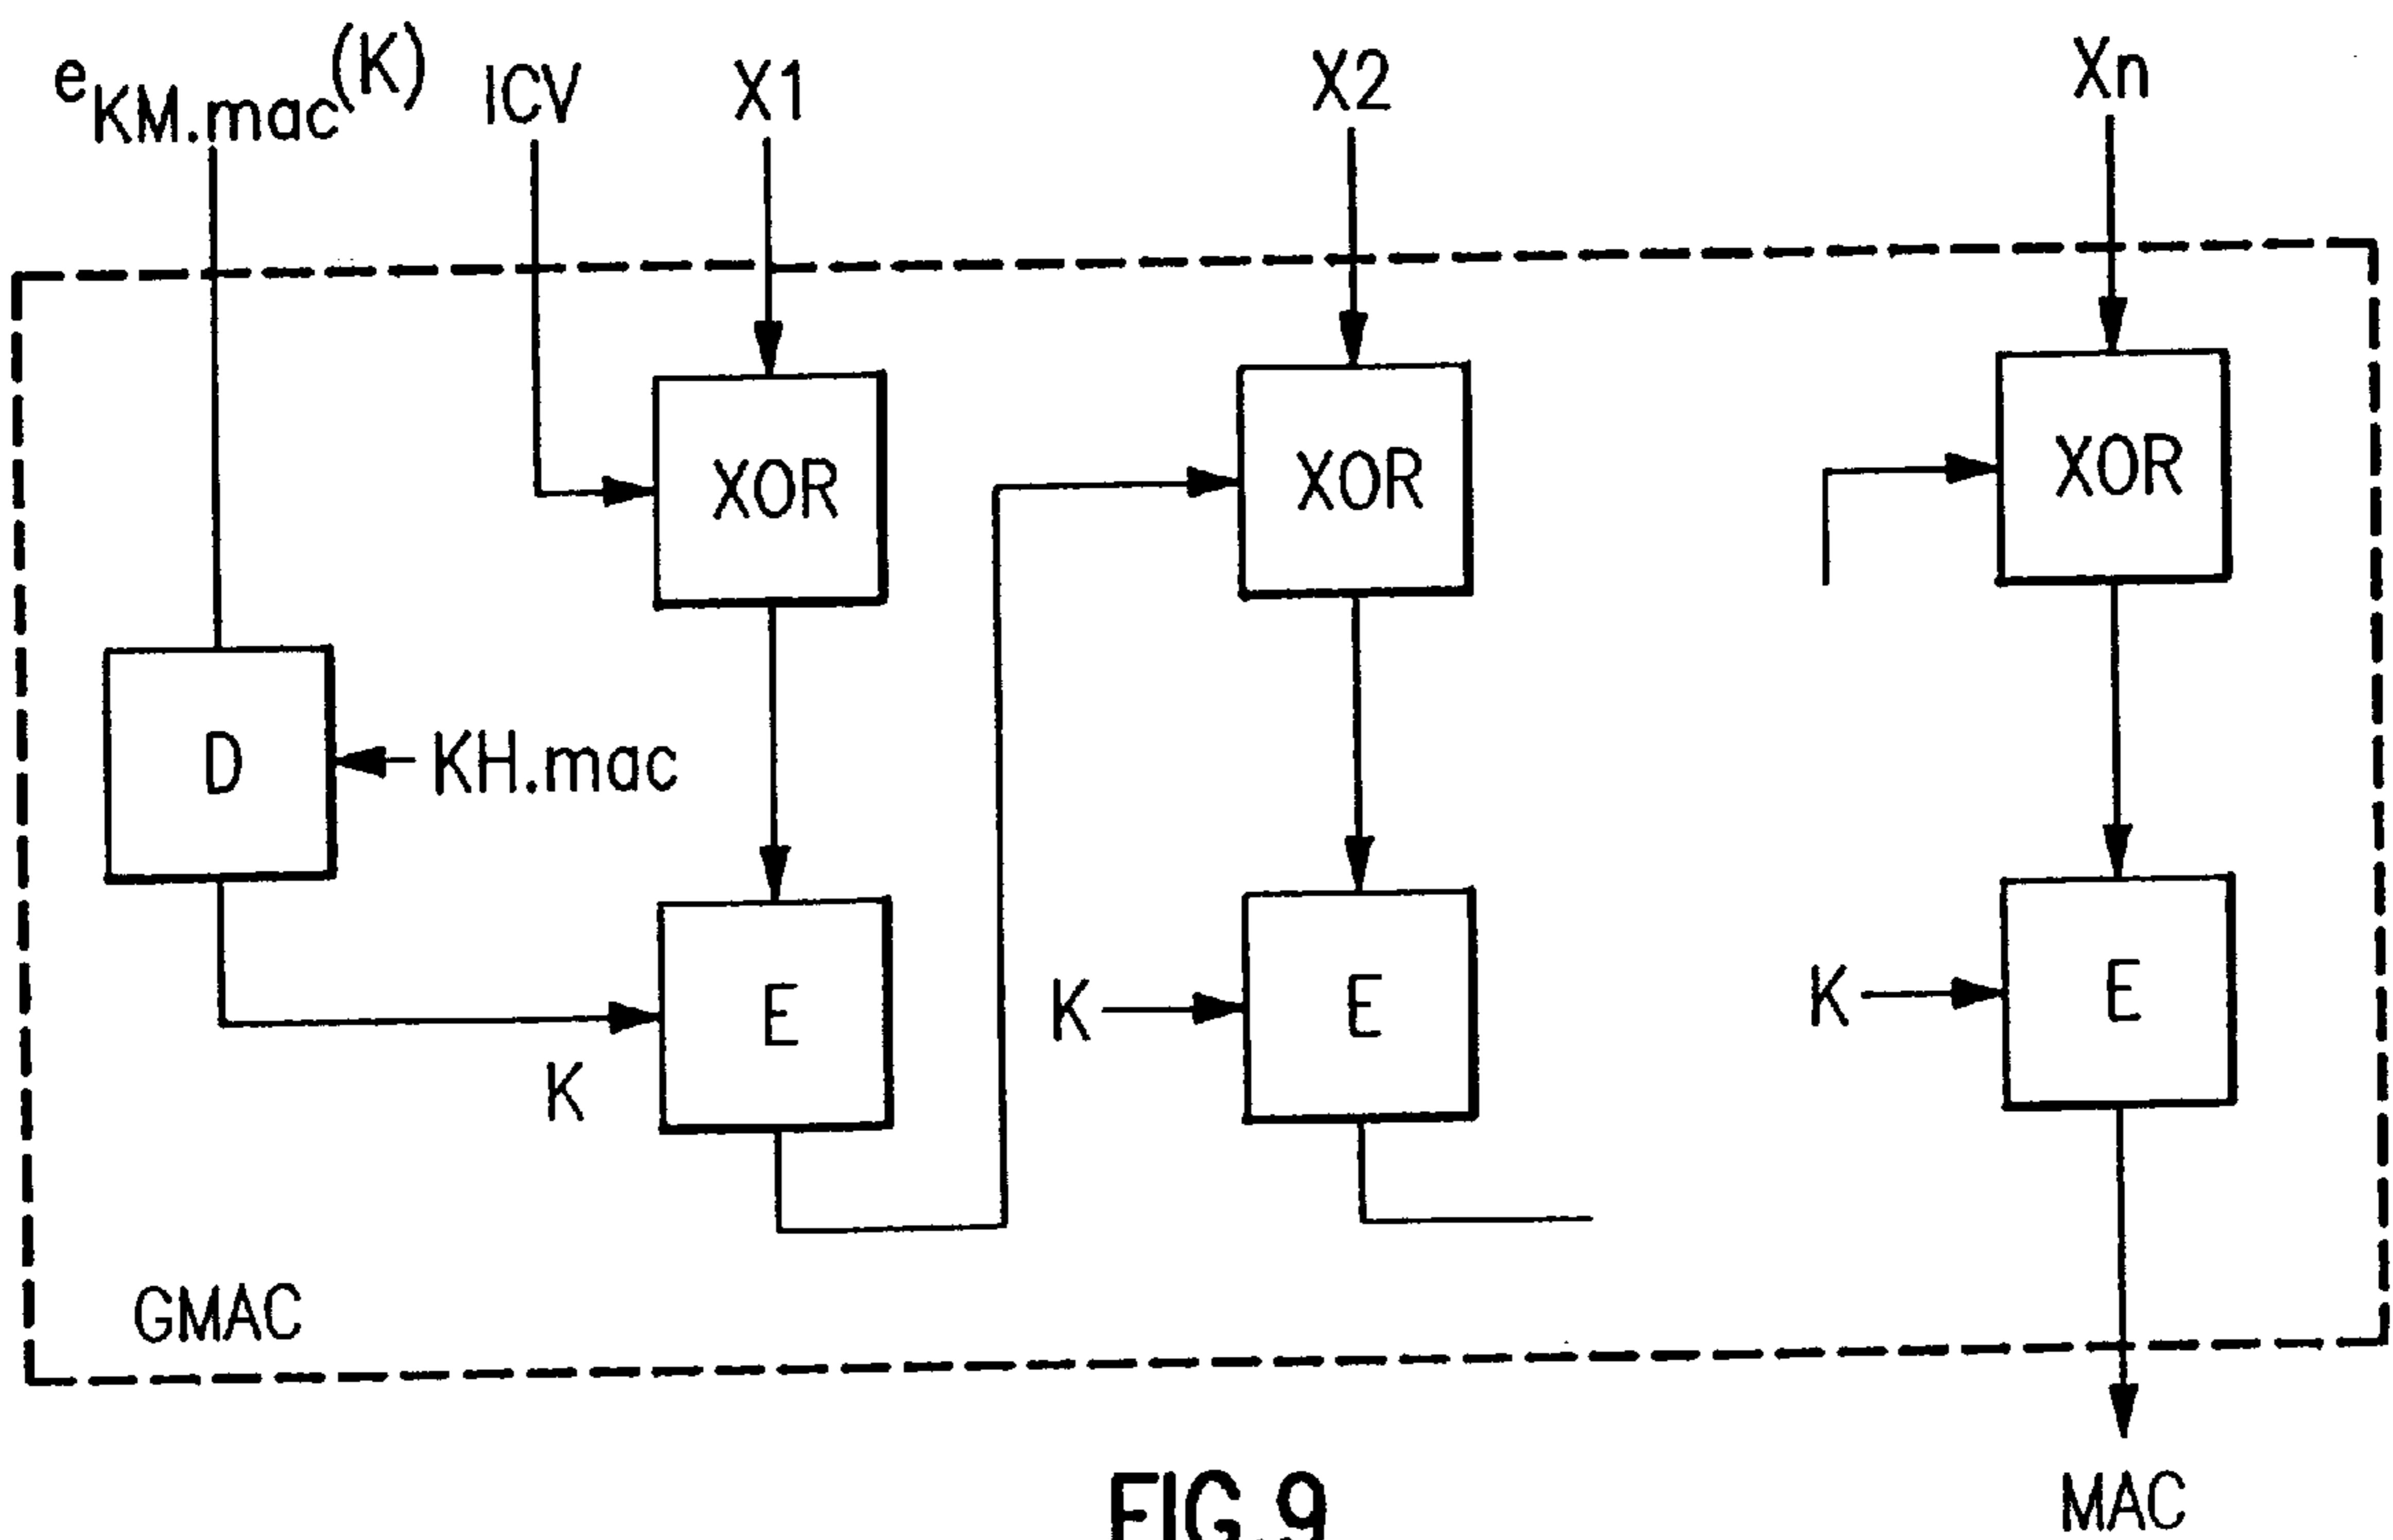 eKM.mac(K) ICV X1 X2 Xn
XOR XOR XOR
D KH.mac
E K E K E
K
GMAC
MAC
FIG.9